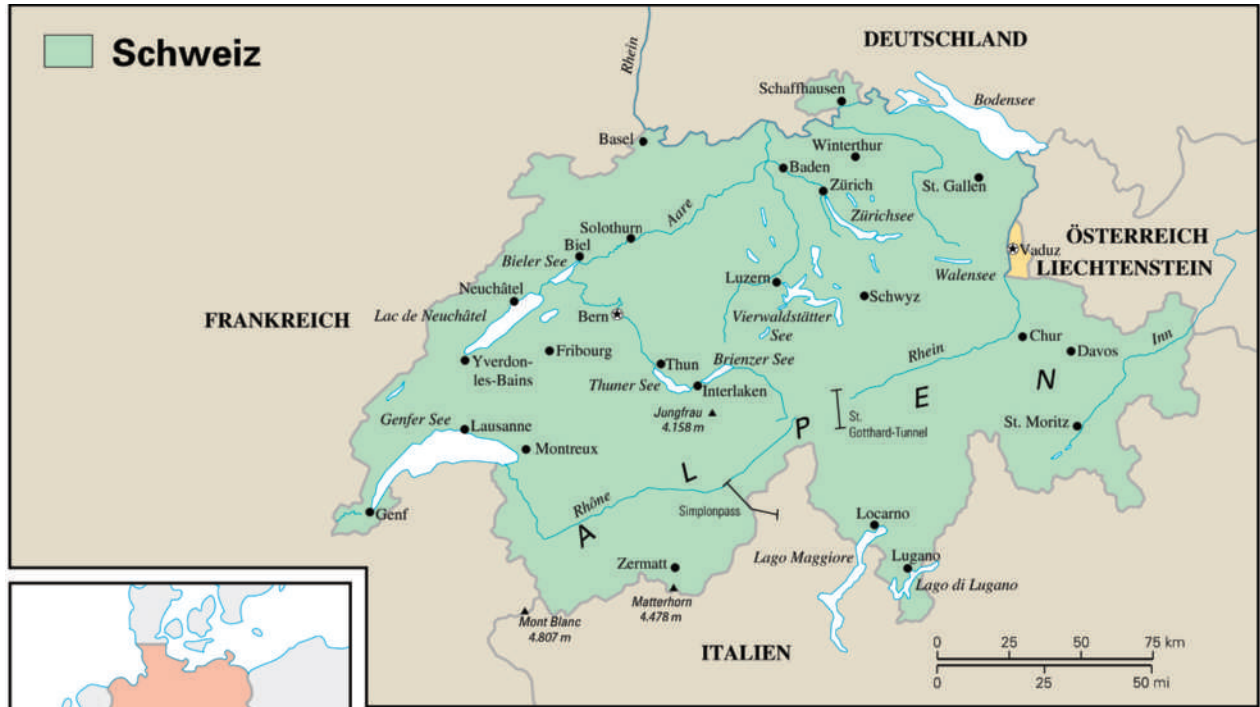 Schweiz
DEUTSCHLAND
Rhein
Schaffhausen
Bodensee
Basel
Winterthur
Baden
St. Gallen
Zürich
Aare
Zürichsee
Solothurn
ÖSTERREICH
Biel
Vaduz
Bieler See
Walensee
LIECHTENSTEIN
Luzern
Neuchâtel
Schwyz
Lac de Neuchâtel
FRANKREICH
Bern
Vierwaldstätter
See
Inn
Chur
Fribourg
Rhein
Davos
Yverdon-
les-Bains
Thun
Brienzer See
Thuner See
Interlaken
A L P E N
Jungfrau
4.158 m
St.
Gotthard-Tunnel
St. Moritz
Genfer See
Lausanne
Montreux
Rhône
Simplonpass
Genf
Locarno
Zermatt
Lago Maggiore
Lugano
Lago di Lugano
Matterhorn
4.478 m
Mont Blanc
4.807 m
ITALIEN
0 25 50 75 km
0 25 50 mi